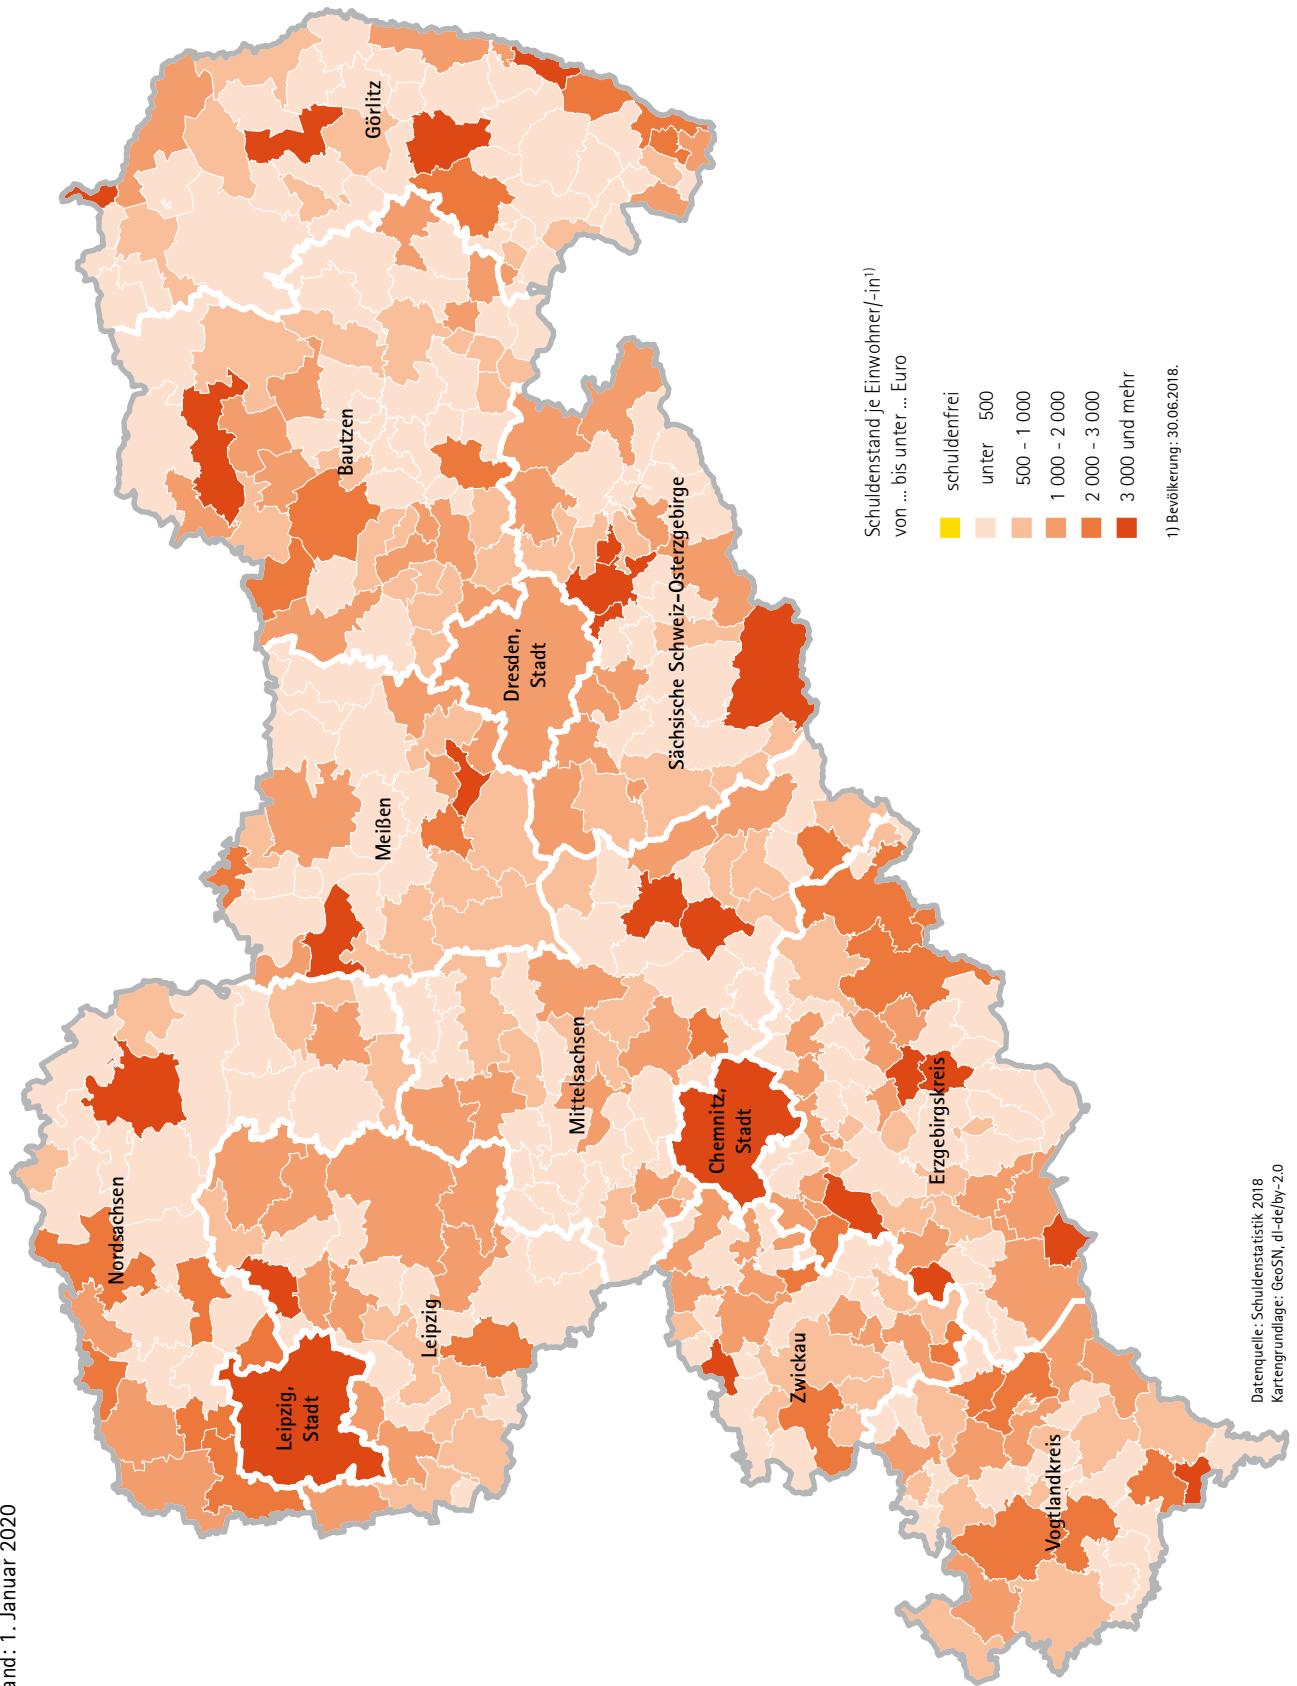 and: 1. Januar 2020
Nordsachsen
Leipzig,
Stadt
Leipzig
Meißen
Bautzen
Görlitz
Dresden,
Stadt
Mittelsachsen
Sächsische Schweiz-Osterzgebirge
Chemnitz,
Stadt
Zwickau
Erzgebirgskreis
Vogtlandkreis
Schuldenstand je Einwohner/-in¹⁾
von ... bis unter ... Euro
schuldenfrei
unter 500
500 - 1 000
1 000 - 2 000
2 000 - 3 000
3 000 und mehr
1) Bevölkerung: 30.06.2018.
Datenquelle: Schuldenstatistik 2018
Kartengrundlage: GeoSN, dl-de/by-2.0